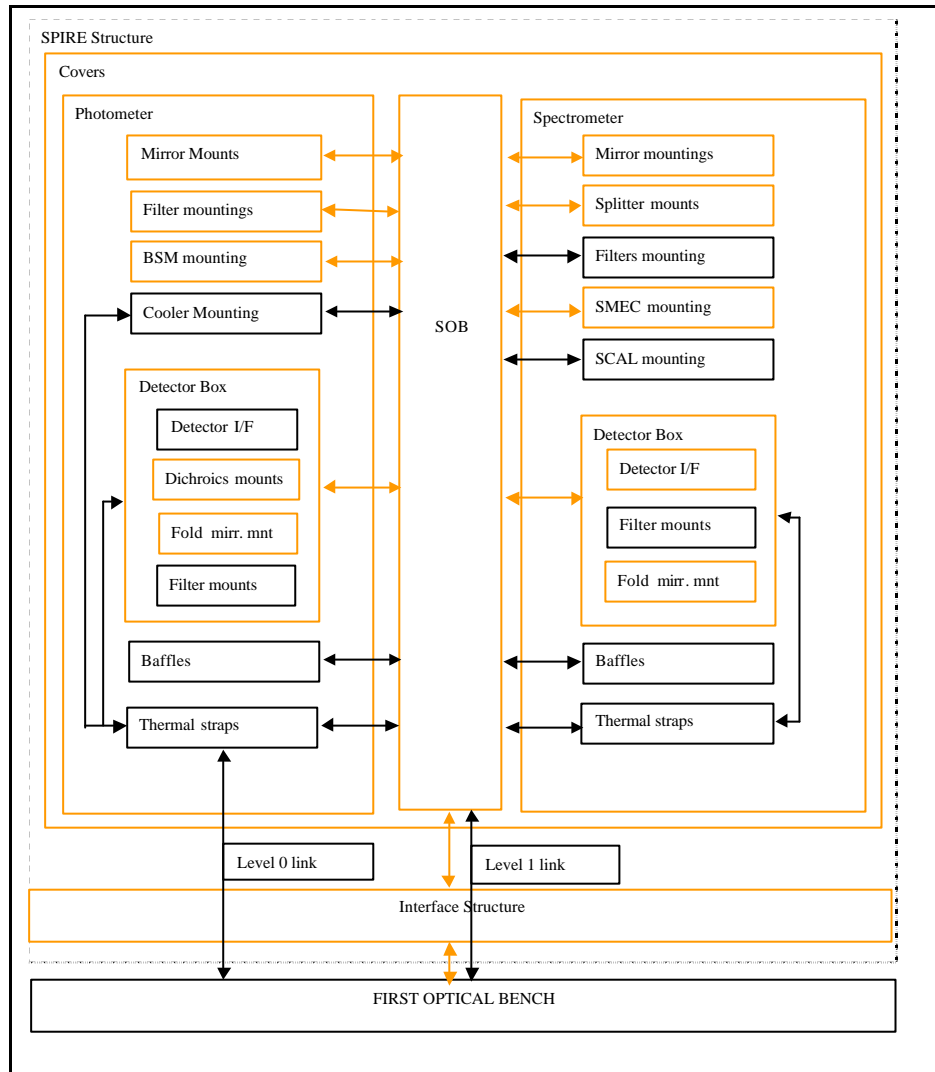 SPIRE Structure
Covers
Photometer
Mirror Mounts
Filter mountings
BSM mounting
Cooler Mounting
Detector Box
Detector I/F
Dichroics mounts
Fold mirr. mnt
Filter mounts
Baffles
Thermal straps
SOB
Spectrometer
Mirror mountings
Splitter mounts
Filters mounting
SMEC mounting
SCAL mounting
Detector Box
Detector I/F
Filter mounts
Fold mirr. mnt
Baffles
Thermal straps
Level 0 link
Level 1 link
Interface Structure
FIRST OPTICAL BENCH